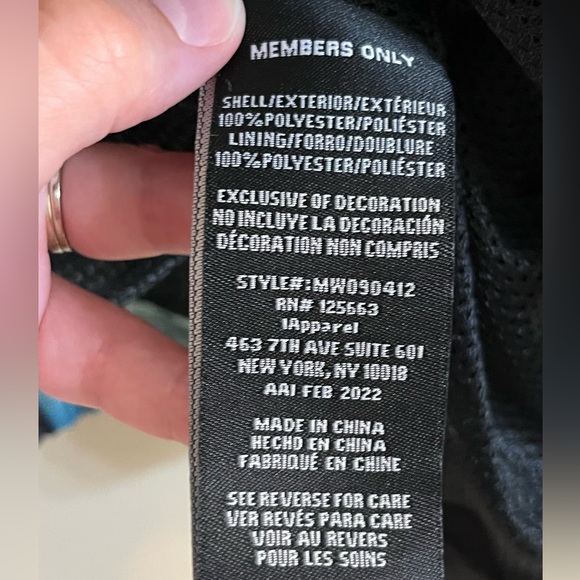 MEMBERS ONLY
SHELL/EXTERIOR/EXTÉRIEUR
100% POLYESTER/POLIÉSTER
LINING/FORRO/DOUBLURE
100% POLYESTER/POLIÉSTER
EXCLUSIVE OF DECORATION
NO INCLUYE LA DECORACIÓN
DÉCORATION NON COMPRIS
STYLE#:MW090412
RN# 125663
IApparel
463 7TH AVE SUITE 601
NEW YORK, NY 10018
AAI FEB 2022
MADE IN CHINA
HECHO EN CHINA
FABRIQUÉ EN CHINE
SEE REVERSE FOR CARE
VER REVÉS PARA CARE
VOIR AU REVERS
POUR LES SOINS